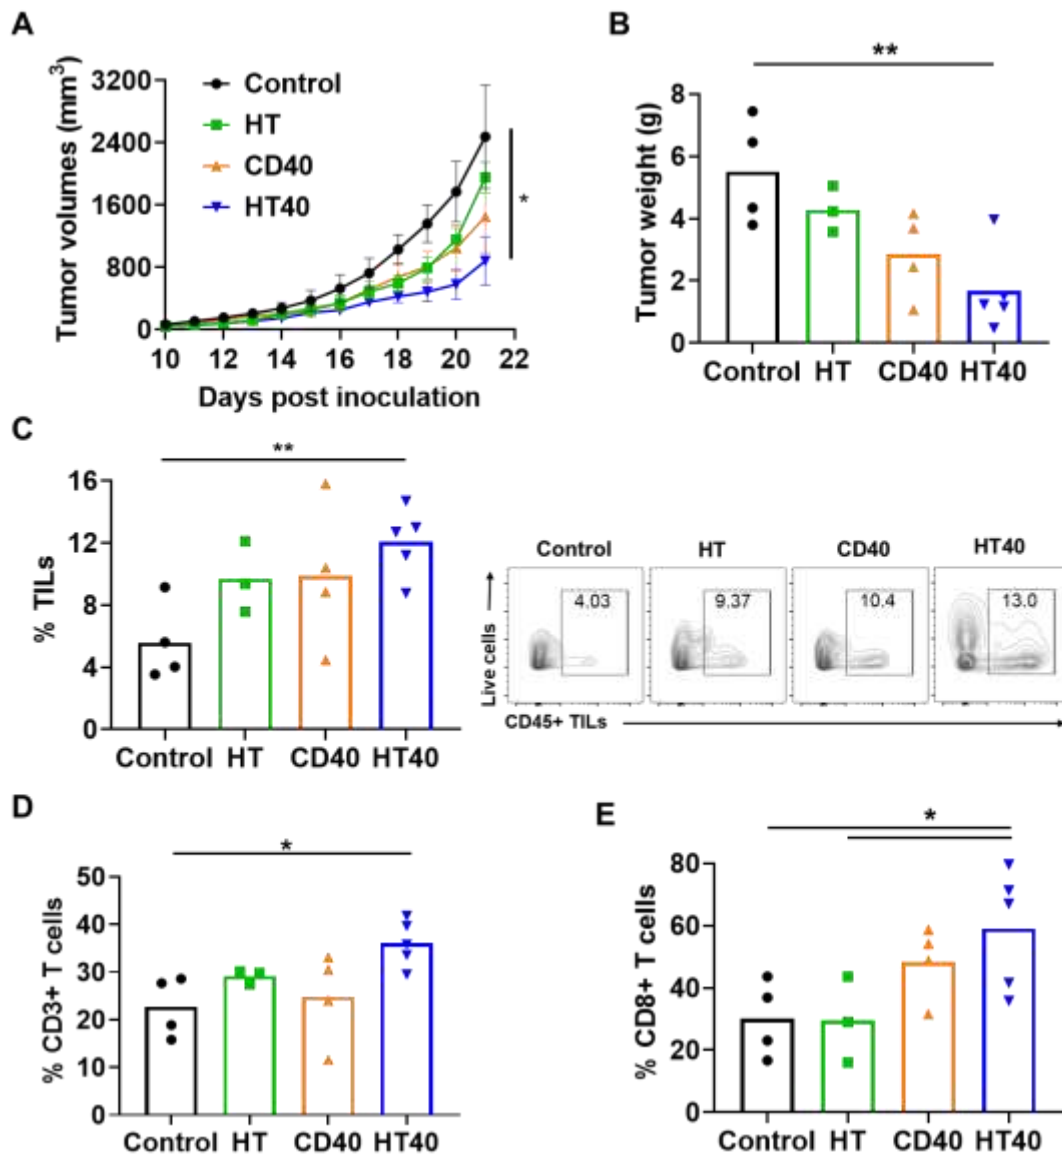 A
Tumor volumes (mm³)
3200
2400
1600
800
0
10 12 14 16 18 20 22
Days post inoculation
Control
HT
CD40
HT40
*
B
Tumor weight (g)
8
6
4
2
0
Control HT CD40 HT40
**
C
% TILs
16
12
8
4
0
Control HT CD40 HT40
**
Control HT CD40 HT40
4.03 9.37 10.4 13.0
Live cells
CD45+ TILs
D
% CD3+ T cells
50
40
30
20
10
0
Control HT CD40 HT40
*
E
% CD8+ T cells
80
60
40
20
0
Control HT CD40 HT40
*